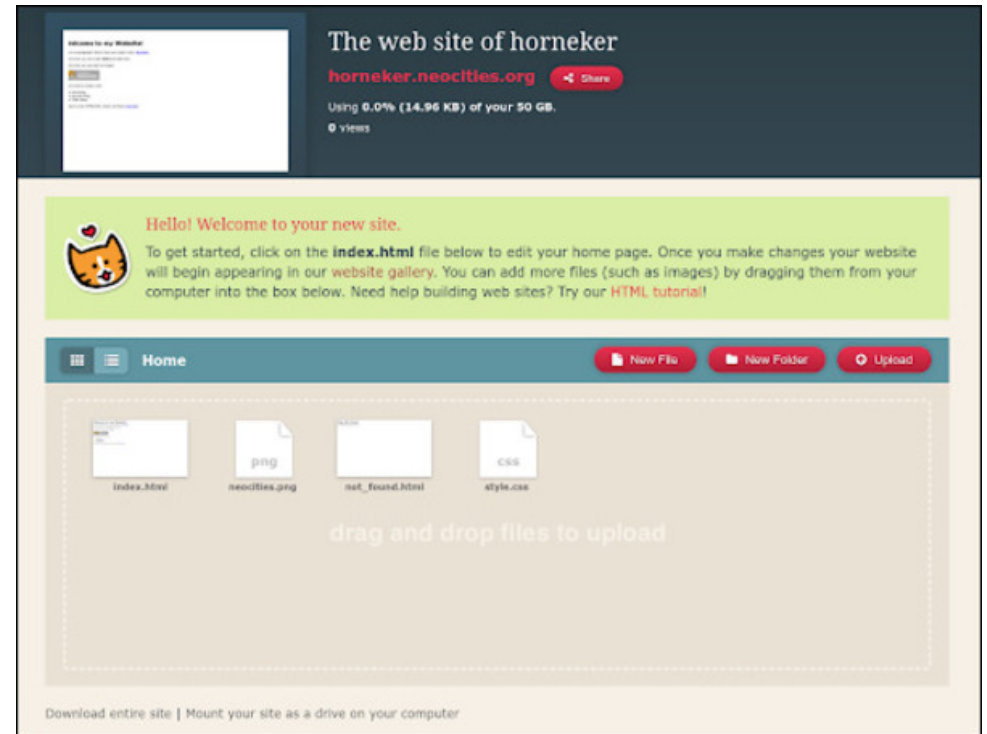 Welcome to my Website!
The web site of horneker
horneker.neocities.org
Share
Using 0.0% (14.96 KB) of your 50 GB.
0 views
Hello! Welcome to your new site.
To get started, click on the index.html file below to edit your home page. Once you make changes your website
will begin appearing in our website gallery. You can add more files (such as images) by dragging them from your
computer into the box below. Need help building web sites? Try our HTML tutorial!
Home
New File
New Folder
Upload
png
css
index.html
neocities.png
not_found.html
style.css
drag and drop files to upload
Download entire site | Mount your site as a drive on your computer